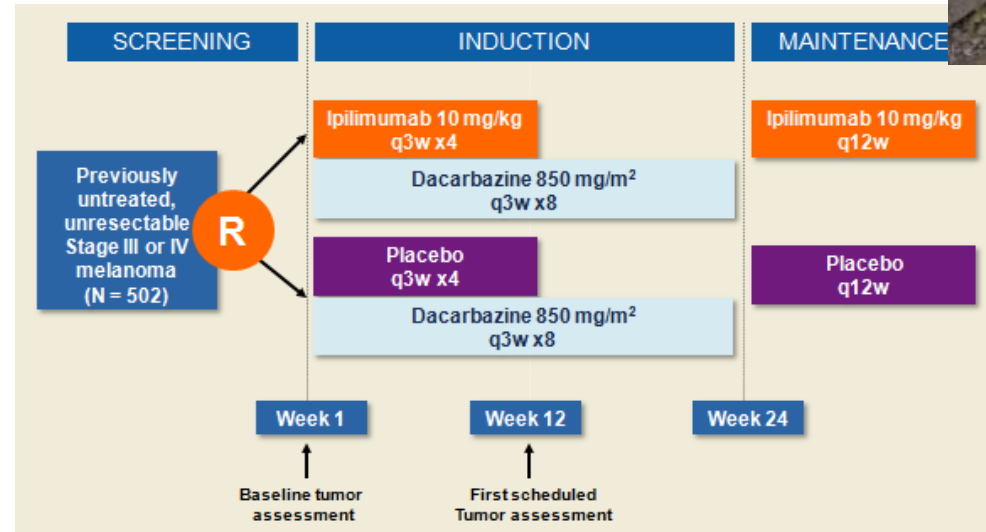 SCREENING
INDUCTION
MAINTENANCE
Ipilimumab 10 mg/kg
q3w x4
Ipilimumab 10 mg/kg
q12w
Previously
untreated,
unresectable
Stage III or IV
melanoma
(N = 502)
R
Dacarbazine 850 mg/m²
q3w x8
Placebo
q3w x4
Placebo
q12w
Dacarbazine 850 mg/m²
q3w x8
Week 1
Week 12
Week 24
Baseline tumor
assessment
First scheduled
Tumor assessment